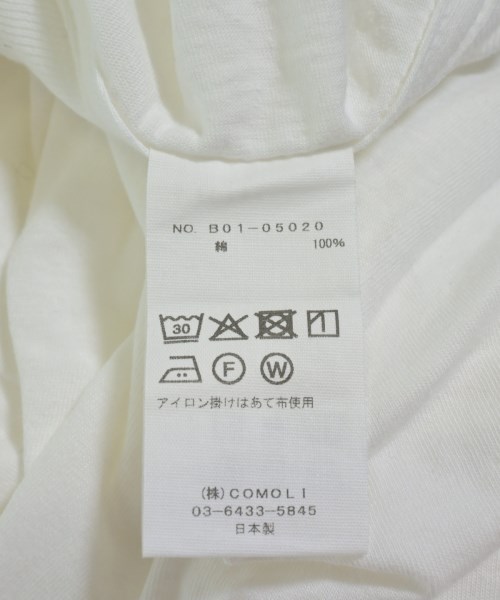 NO. B01-05020
綿 100%
30
F W
アイロン掛けはあて布使用
(株)COMOLI
03-6433-5845
日本製